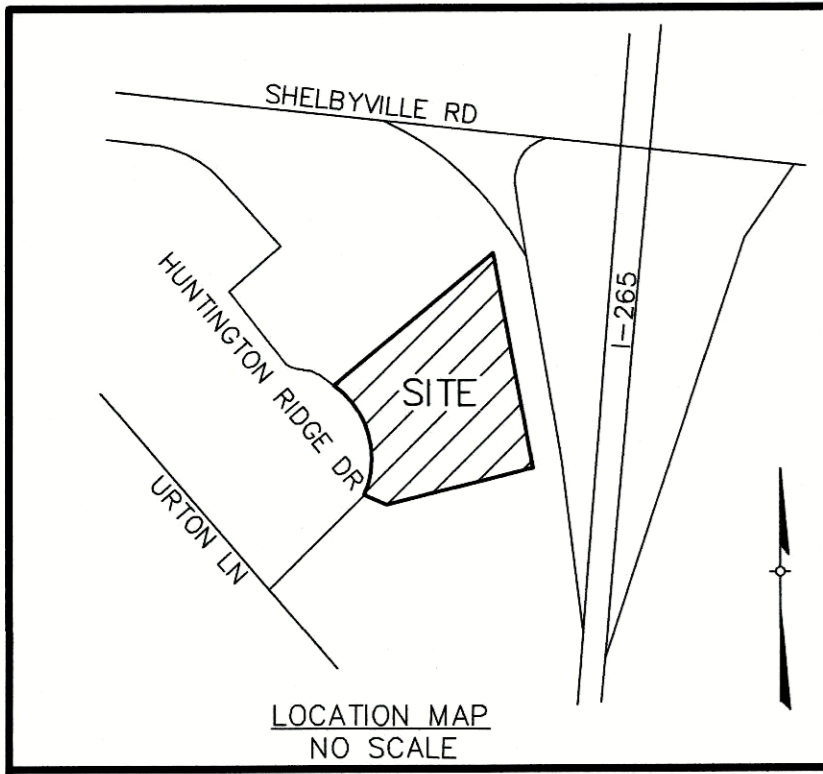 SHELBYVILLE RD
I-265
HUNTINGTON RIDGE DR
SITE
URTON LN
LOCATION MAP
NO SCALE